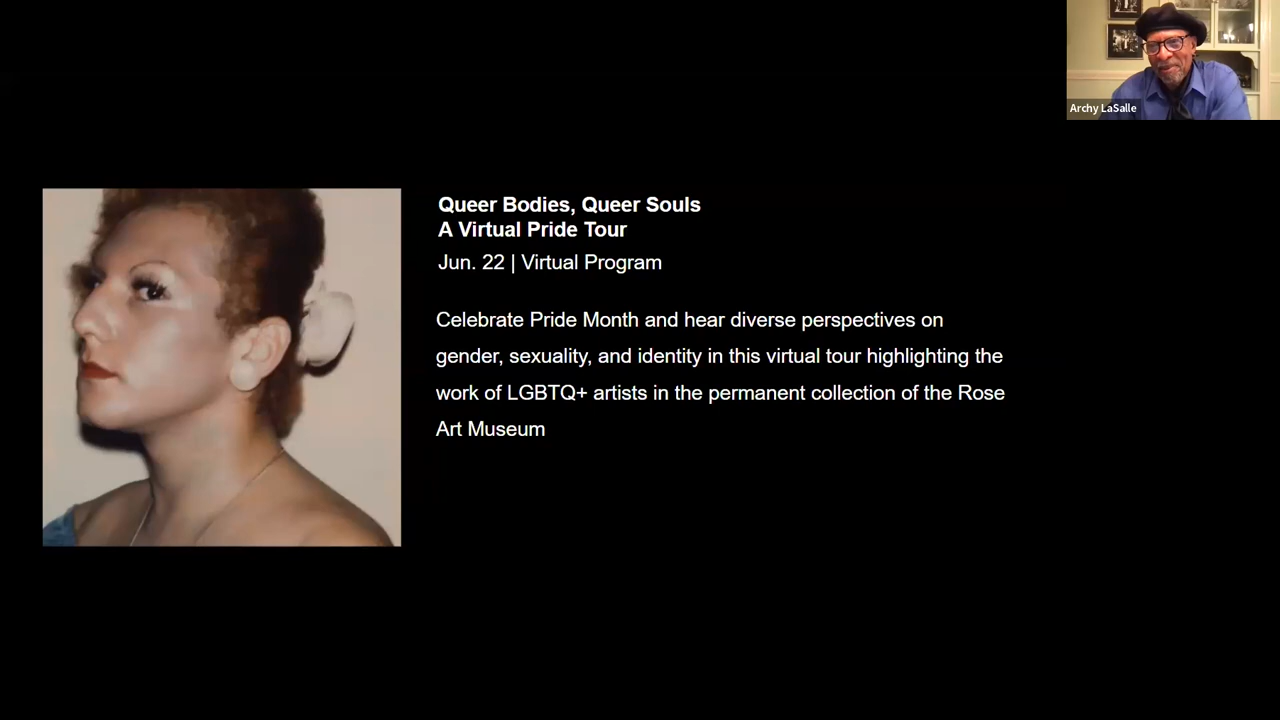 Archy LaSalle
Queer Bodies, Queer Souls
A Virtual Pride Tour
Jun. 22 | Virtual Program
Celebrate Pride Month and hear diverse perspectives on
gender, sexuality, and identity in this virtual tour highlighting the
work of LGBTQ+ artists in the permanent collection of the Rose
Art Museum